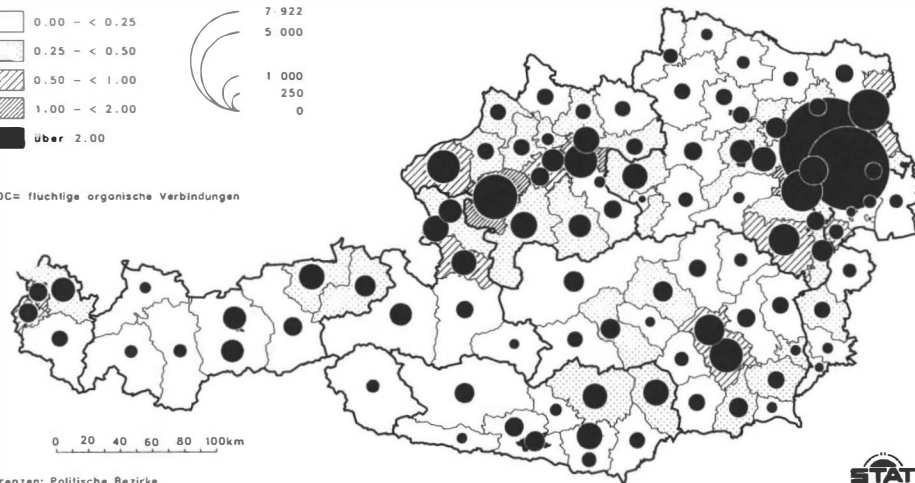 0.00 - < 0.25
0.25 - < 0.50
0.50 - < 1.00
1.00 - < 2.00
über 2.00
7 922
5 000
1 000
250
0
OC= fluchtige organische Verbindungen
0 20 40 60 80 100km
renzen: Politische Bezirke
STAT